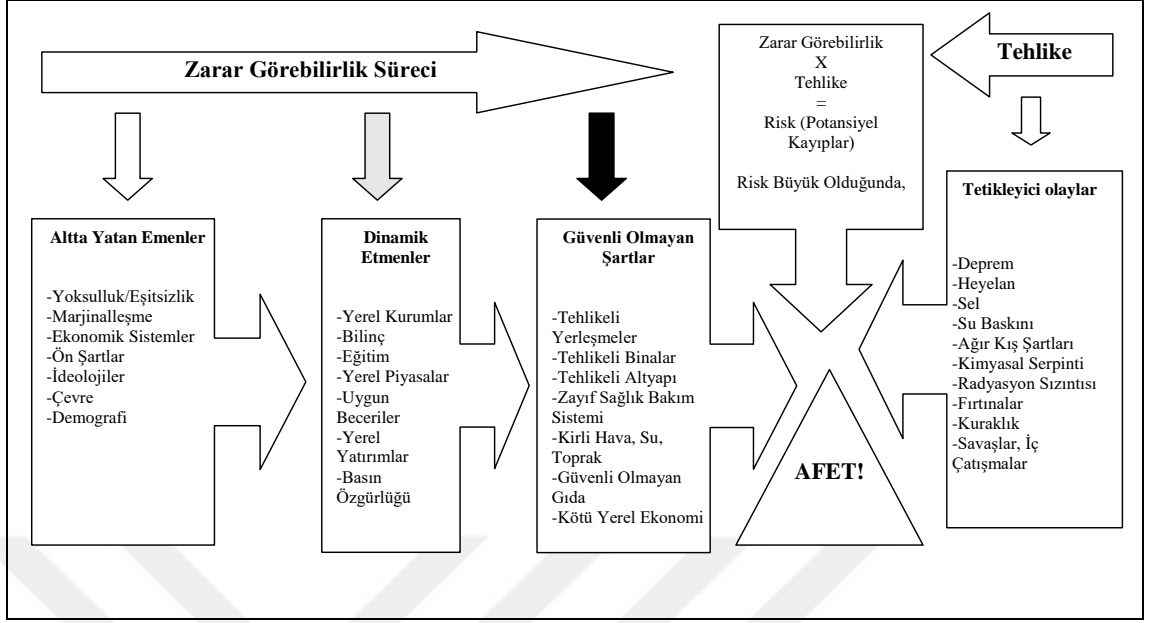 Zarar Görebilirlik Süreci
Zarar Görebilirlik
X
Tehlike
=
Risk (Potansiyel
Kayıplar)
Risk Büyük Olduğunda,
Tehlike
Altta Yatan Emenler
-Yoksulluk/Eşitsizlik
-Marjinalleşme
-Ekonomik Sistemler
-Ön Şartlar
-İdeolojiler
-Çevre
-Demografi
Dinamik
Etmenler
-Yerel Kurumlar
-Bilinç
-Eğitim
-Yerel Piyasalar
-Uygun
Beceriler
-Yerel
Yatırımlar
-Basın
Özgürlüğü
Güvenli Olmayan
Şartlar
-Tehlikeli
Yerleşmeler
-Tehlikeli Binalar
-Tehlikeli Altyapı
-Zayıf Sağlık Bakım
Sistemi
-Kirli Hava, Su,
Toprak
-Güvenli Olmayan
Gıda
-Kötü Yerel Ekonomi
AFET!
Tetikleyici olaylar
-Deprem
-Heyelan
-Sel
-Su Baskını
-Ağır Kış Şartları
-Kimyasal Serpinti
-Radyasyon Sızıntısı
-Fırtınalar
-Kuraklık
-Savaşlar, İç
Çatışmalar